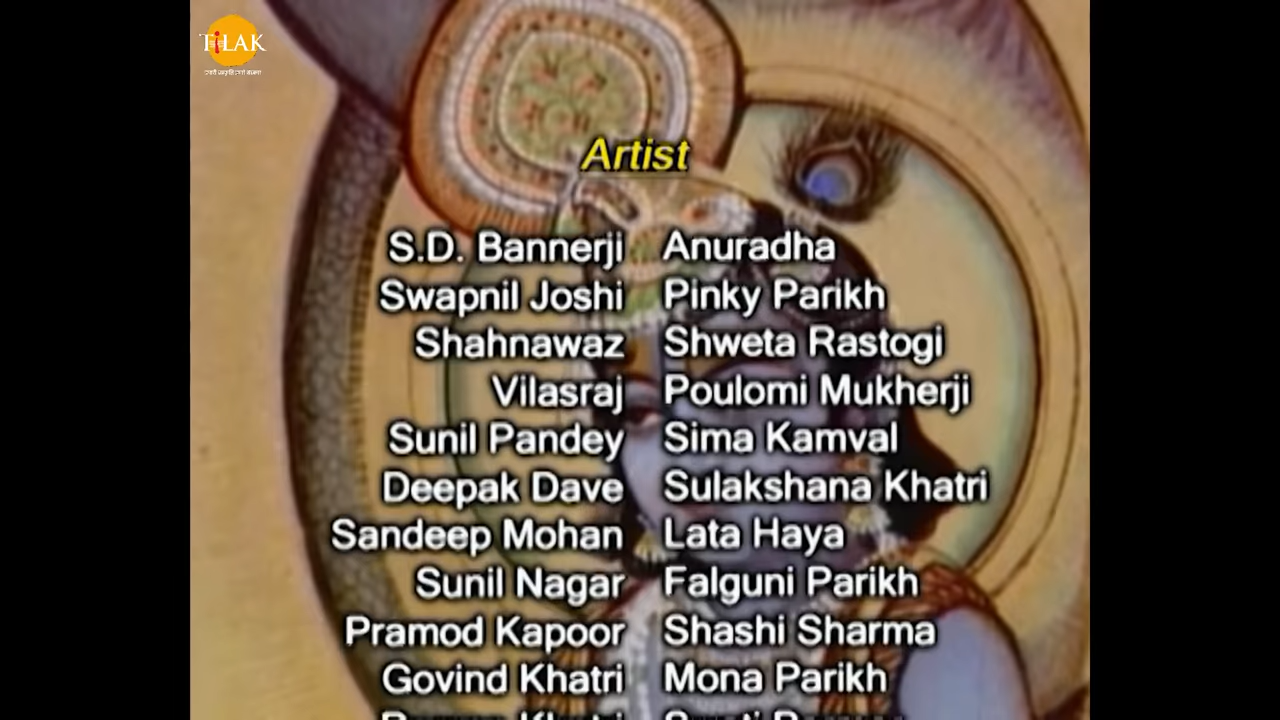 TiLAK
Artist
S.D. Bannerji Anuradha
Swapnil Joshi Pinky Parikh
Shahnawaz Shweta Rastogi
Vilasraj Poulomi Mukherji
Sunil Pandey Sima Kamval
Deepak Dave Sulakshana Khatri
Sandeep Mohan Lata Haya
Sunil Nagar Falguni Parikh
Pramod Kapoor Shashi Sharma
Govind Khatri Mona Parikh